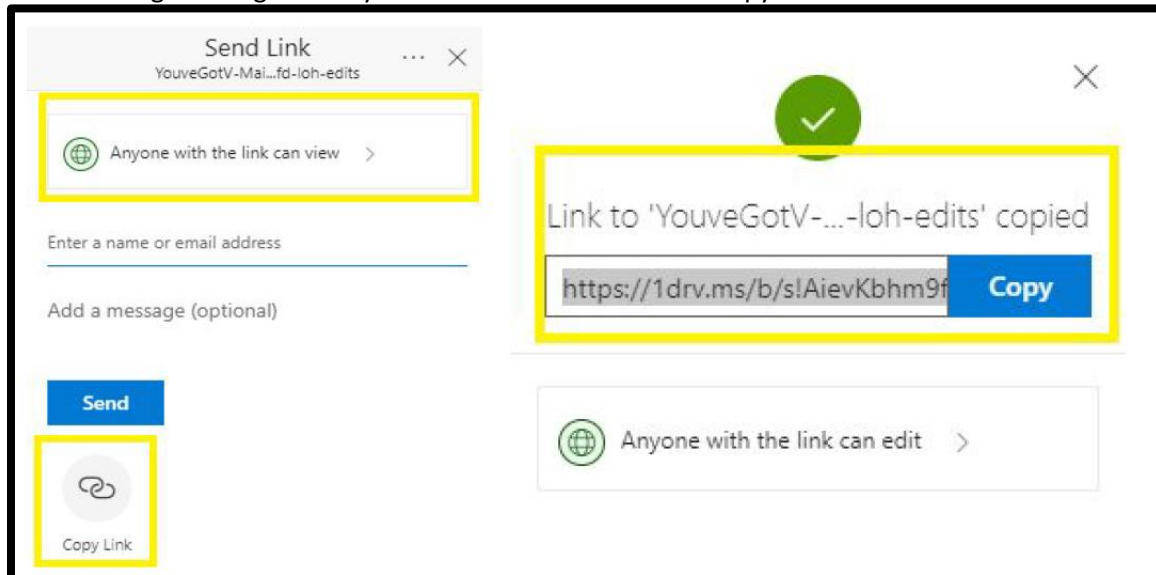 Send Link
YouveGotV-Mai...fd-loh-edits
...
Anyone with the link can view >
Enter a name or email address
Add a message (optional)
Send
Copy Link
Link to 'YouveGotV-...-loh-edits' copied
https://1drv.ms/b/s!AievKbhm9f
Copy
Anyone with the link can edit >